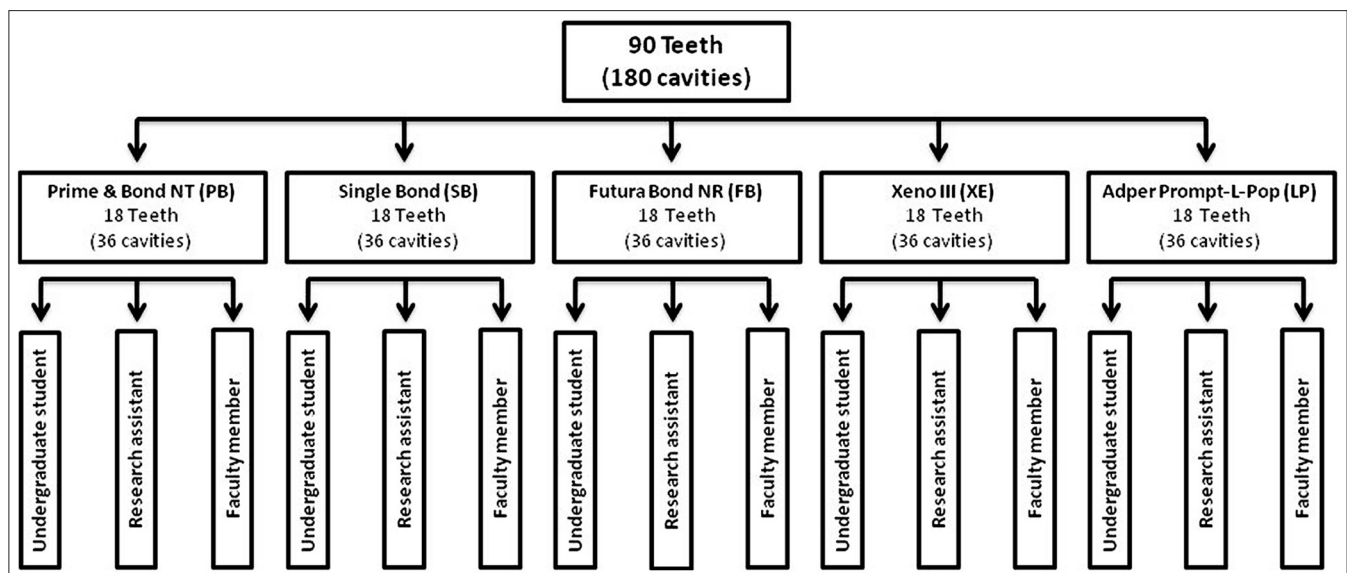 90 Teeth
(180 cavities)
Prime & Bond NT (PB)
18 Teeth
(36 cavities)
Single Bond (SB)
18 Teeth
(36 cavities)
Futura Bond NR (FB)
18 Teeth
(36 cavities)
Xeno III (XE)
18 Teeth
(36 cavities)
Adper Prompt-L-Pop (LP)
18 Teeth
(36 cavities)
Undergraduate student
Research assistant
Faculty member
Undergraduate student
Research assistant
Faculty member
Undergraduate student
Research assistant
Faculty member
Undergraduate student
Research assistant
Faculty member
Undergraduate student
Research assistant
Faculty member